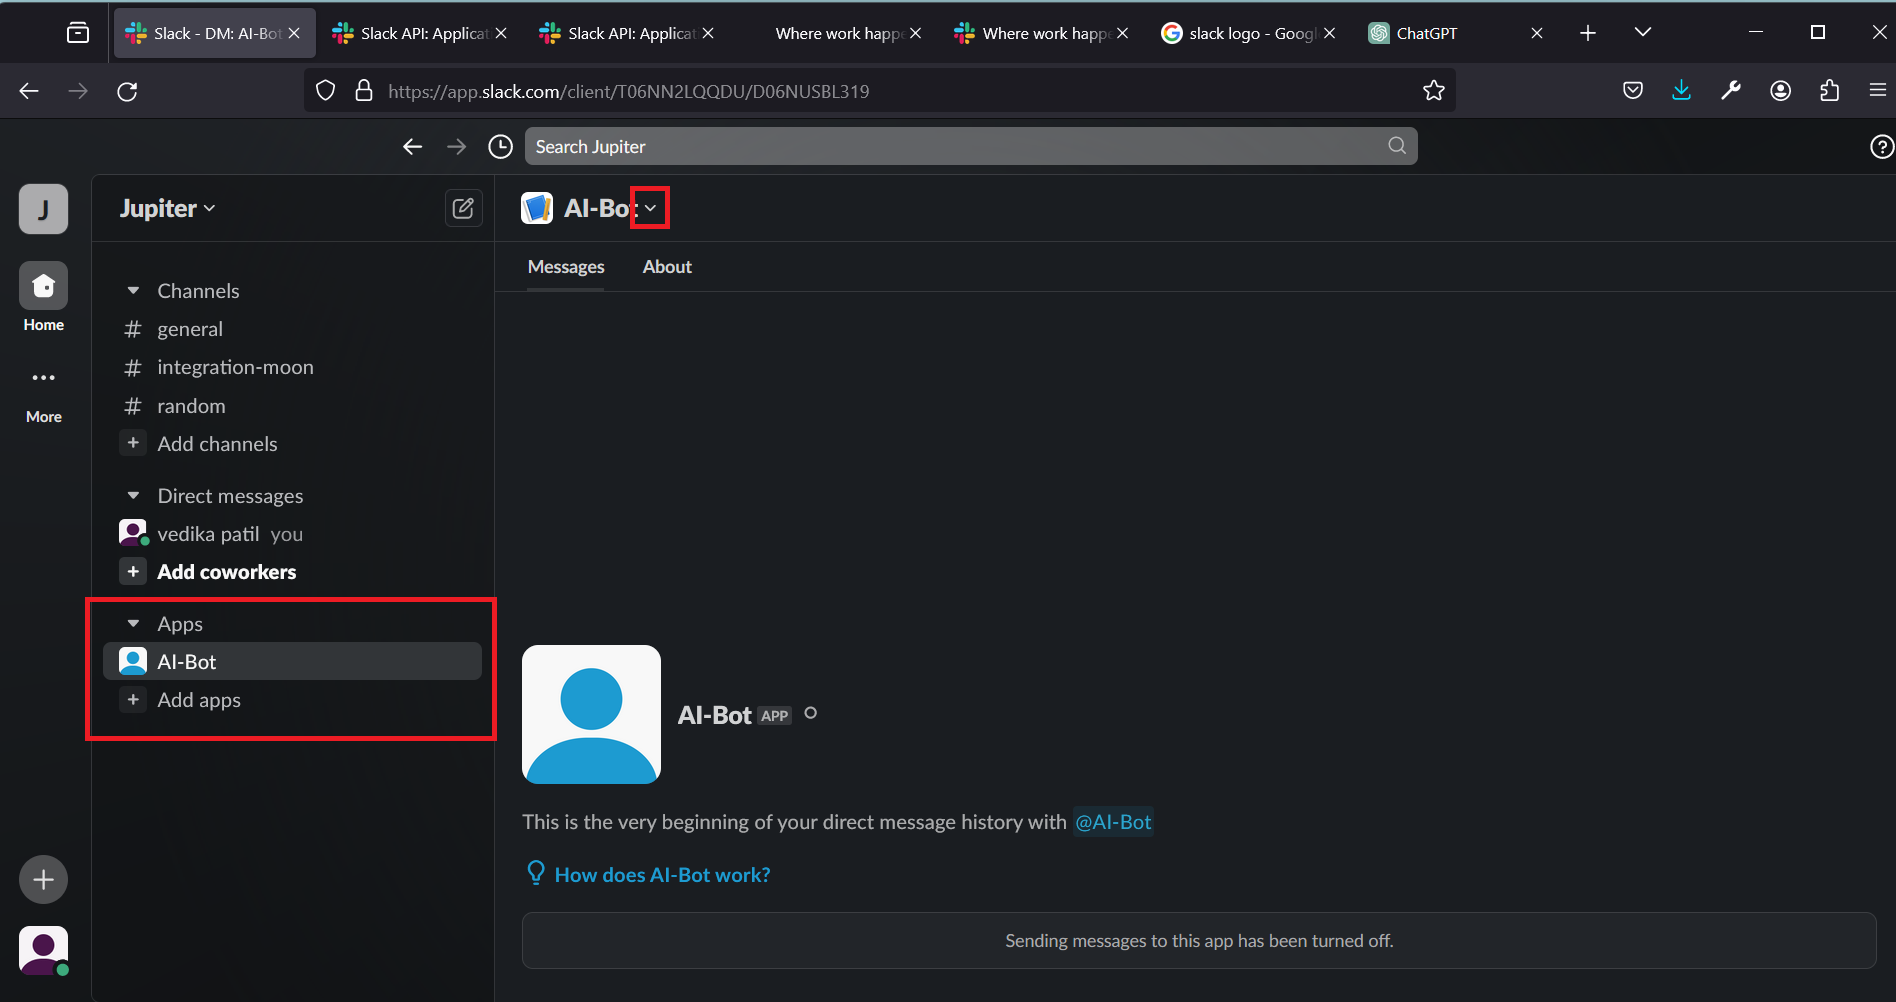 Slack - DM: AI-Bot
Slack API: Applicat
Slack API: Applicat
Where work happe
Where work happe
slack logo - Googl
ChatGPT
https://app.slack.com/client/T06NN2LQQDU/D06NUSBL319
Search Jupiter
J
Home
More
Jupiter
Channels
# general
# integration-moon
# random
+ Add channels
Direct messages
vedika patil you
+ Add coworkers
Apps
AI-Bot
+ Add apps
AI-Bot
Messages About
AI-Bot APP
This is the very beginning of your direct message history with @AI-Bot
How does AI-Bot work?
Sending messages to this app has been turned off.